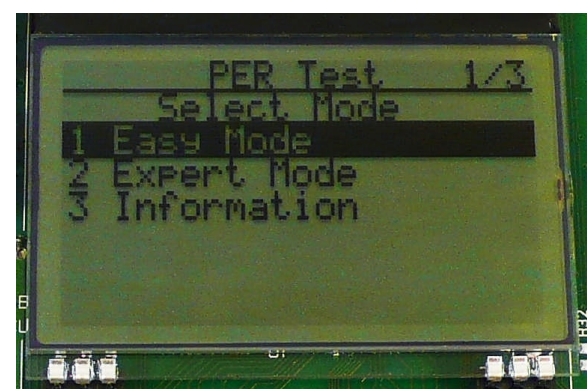 PER Test 1/3
Select Mode
1 Easy Mode
2 Expert Mode
3 Information